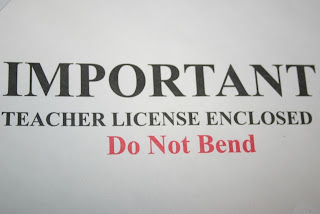 IMPORTANT
TEACHER LICENSE ENCLOSED
Do Not Bend